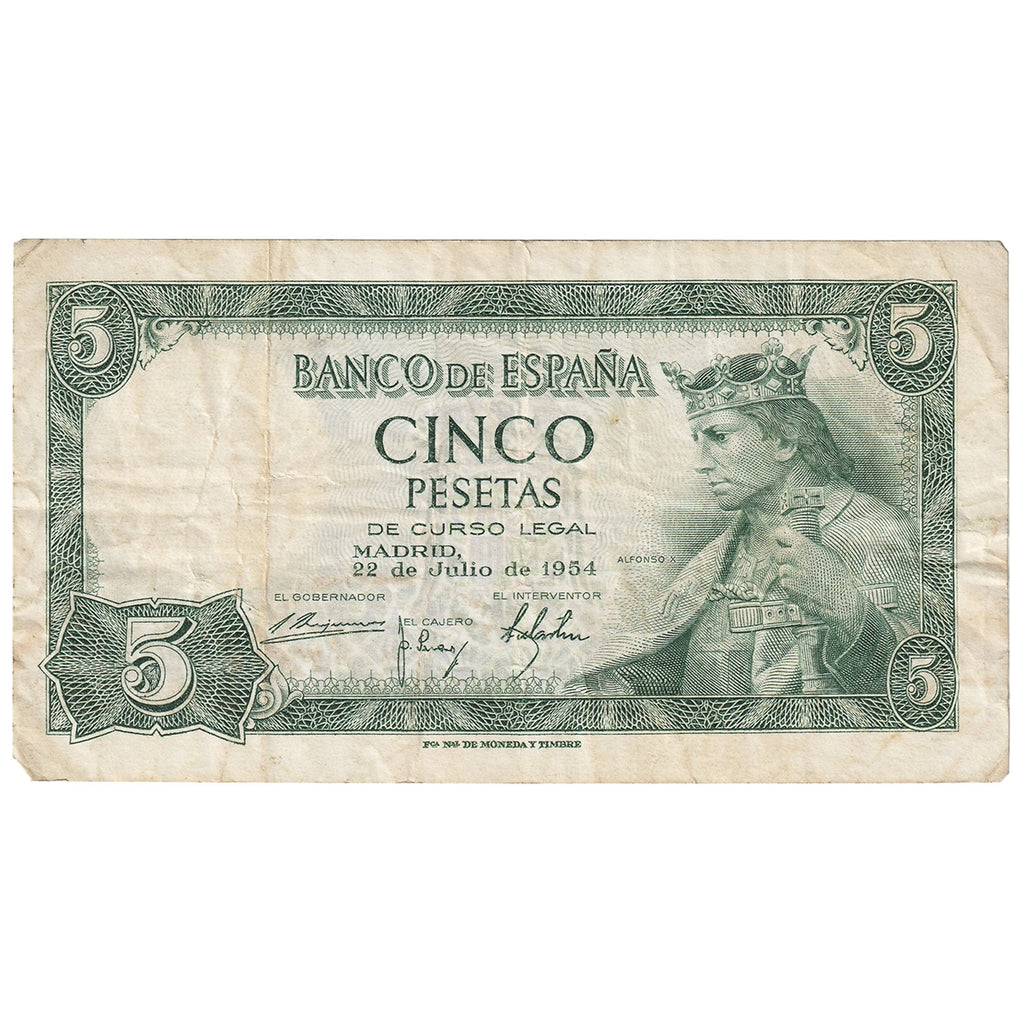 5 5
BANCO DE ESPAÑA
CINCO
PESETAS
DE CURSO LEGAL
MADRID,
22 de Julio de 1954
ALFONSO X
EL GOBERNADOR EL INTERVENTOR
EL CAJERO
5 5
FCA NAL DE MONEDA Y TIMBRE